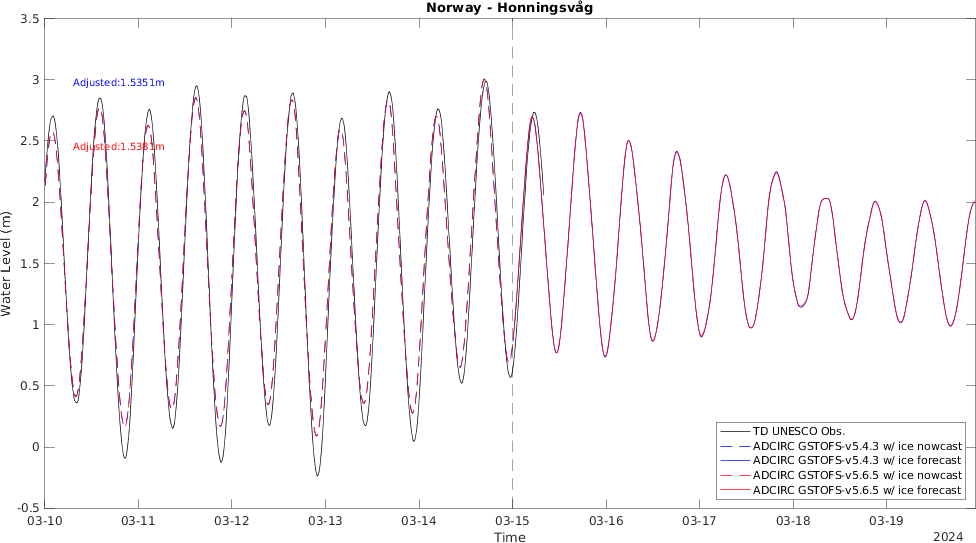 Norway - Honningsvåg
3.5
3
2.5
2
1.5
1
0.5
0
-0.5
Water Level (m)
Adjusted:1.5351m
Adjusted:1.5381m
TD UNESCO Obs.
ADCIRC GSTOFS-v5.4.3 w/ ice nowcast
ADCIRC GSTOFS-v5.4.3 w/ ice forecast
ADCIRC GSTOFS-v5.6.5 w/ ice nowcast
ADCIRC GSTOFS-v5.6.5 w/ ice forecast
03-10 03-11 03-12 03-13 03-14 03-15 03-16 03-17 03-18 03-19
Time
2024